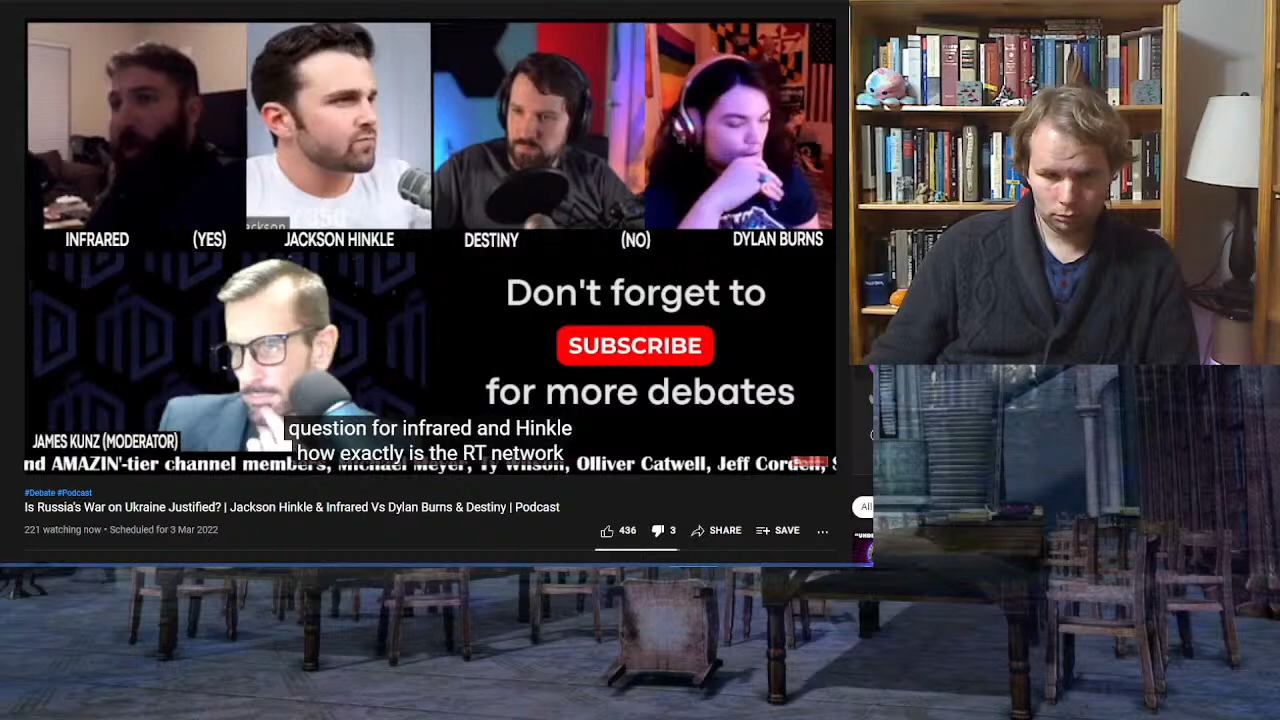 INFRARED
(YES)
JACKSON HINKLE
DESTINY
(NO)
DYLAN BURNS
Don't forget to
SUBSCRIBE
for more debates
JAMES KUNZ (MODERATOR)
question for infrared and Hinkle
how exactly is the RT network
nd AMAZIN'-tier channel members, Michael Meyer, Ty Wilson, Olliver Catwell, Jeff Cordell, S
#Debate #Podcast
Is Russia's War on Ukraine Justified? | Jackson Hinkle & Infrared Vs Dylan Burns & Destiny | Podcast
221 watching now • Scheduled for 3 Mar 2022
436
3
SHARE
SAVE
...
All